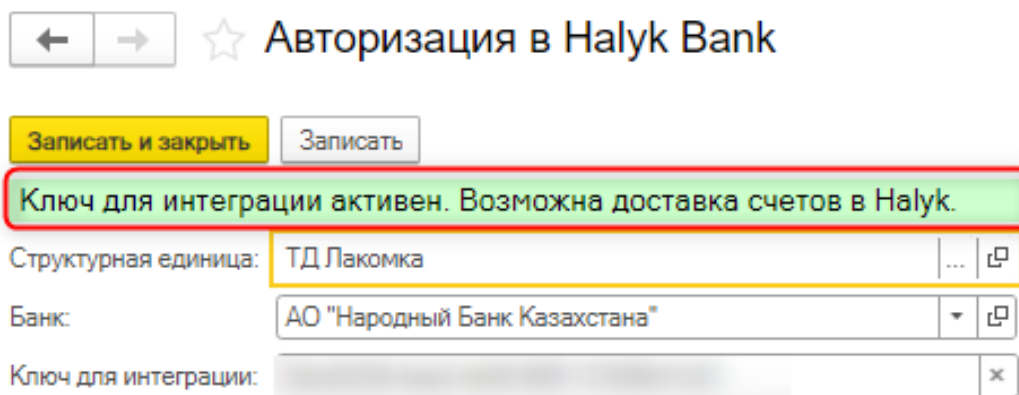 Авторизация в Halyk Bank
Записать и закрыть Записать
Ключ для интеграции активен. Возможна доставка счетов в Halyk.
Структурная единица: ТД Лакомка ...
Банк: АО "Народный Банк Казахстана"
Ключ для интеграции: